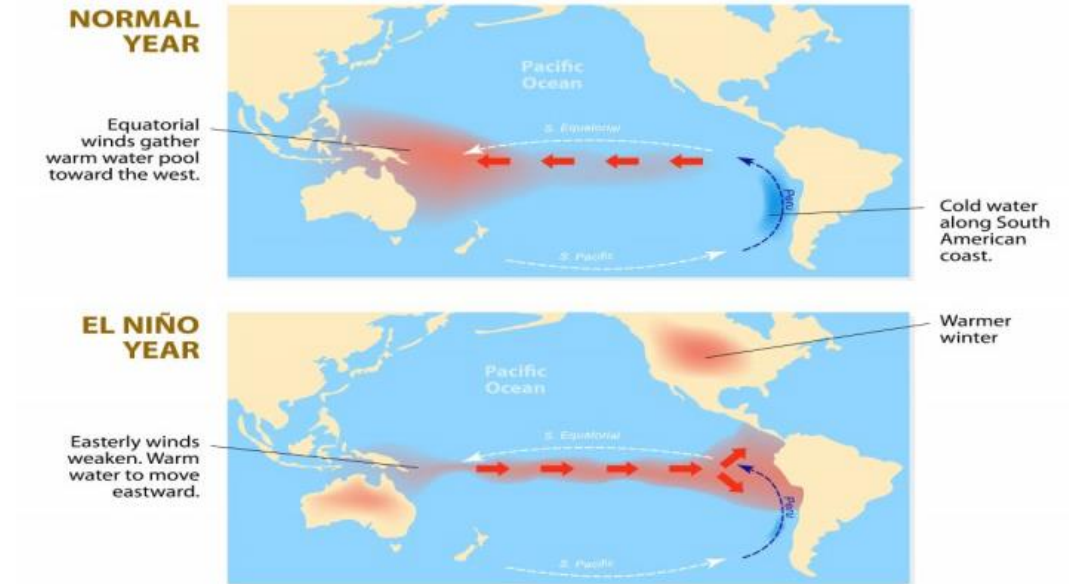 NORMAL
YEAR
Pacific
Ocean
Equatorial
winds gather
warm water pool
toward the west.
S. Equatorial
Peru
Cold water
along South
American
coast.
S. Pacific
EL NIÑO
YEAR
Warmer
winter
Pacific
Ocean
Easterly winds
weaken. Warm
water to move
eastward.
S. Equatorial
Peru
S. Pacific